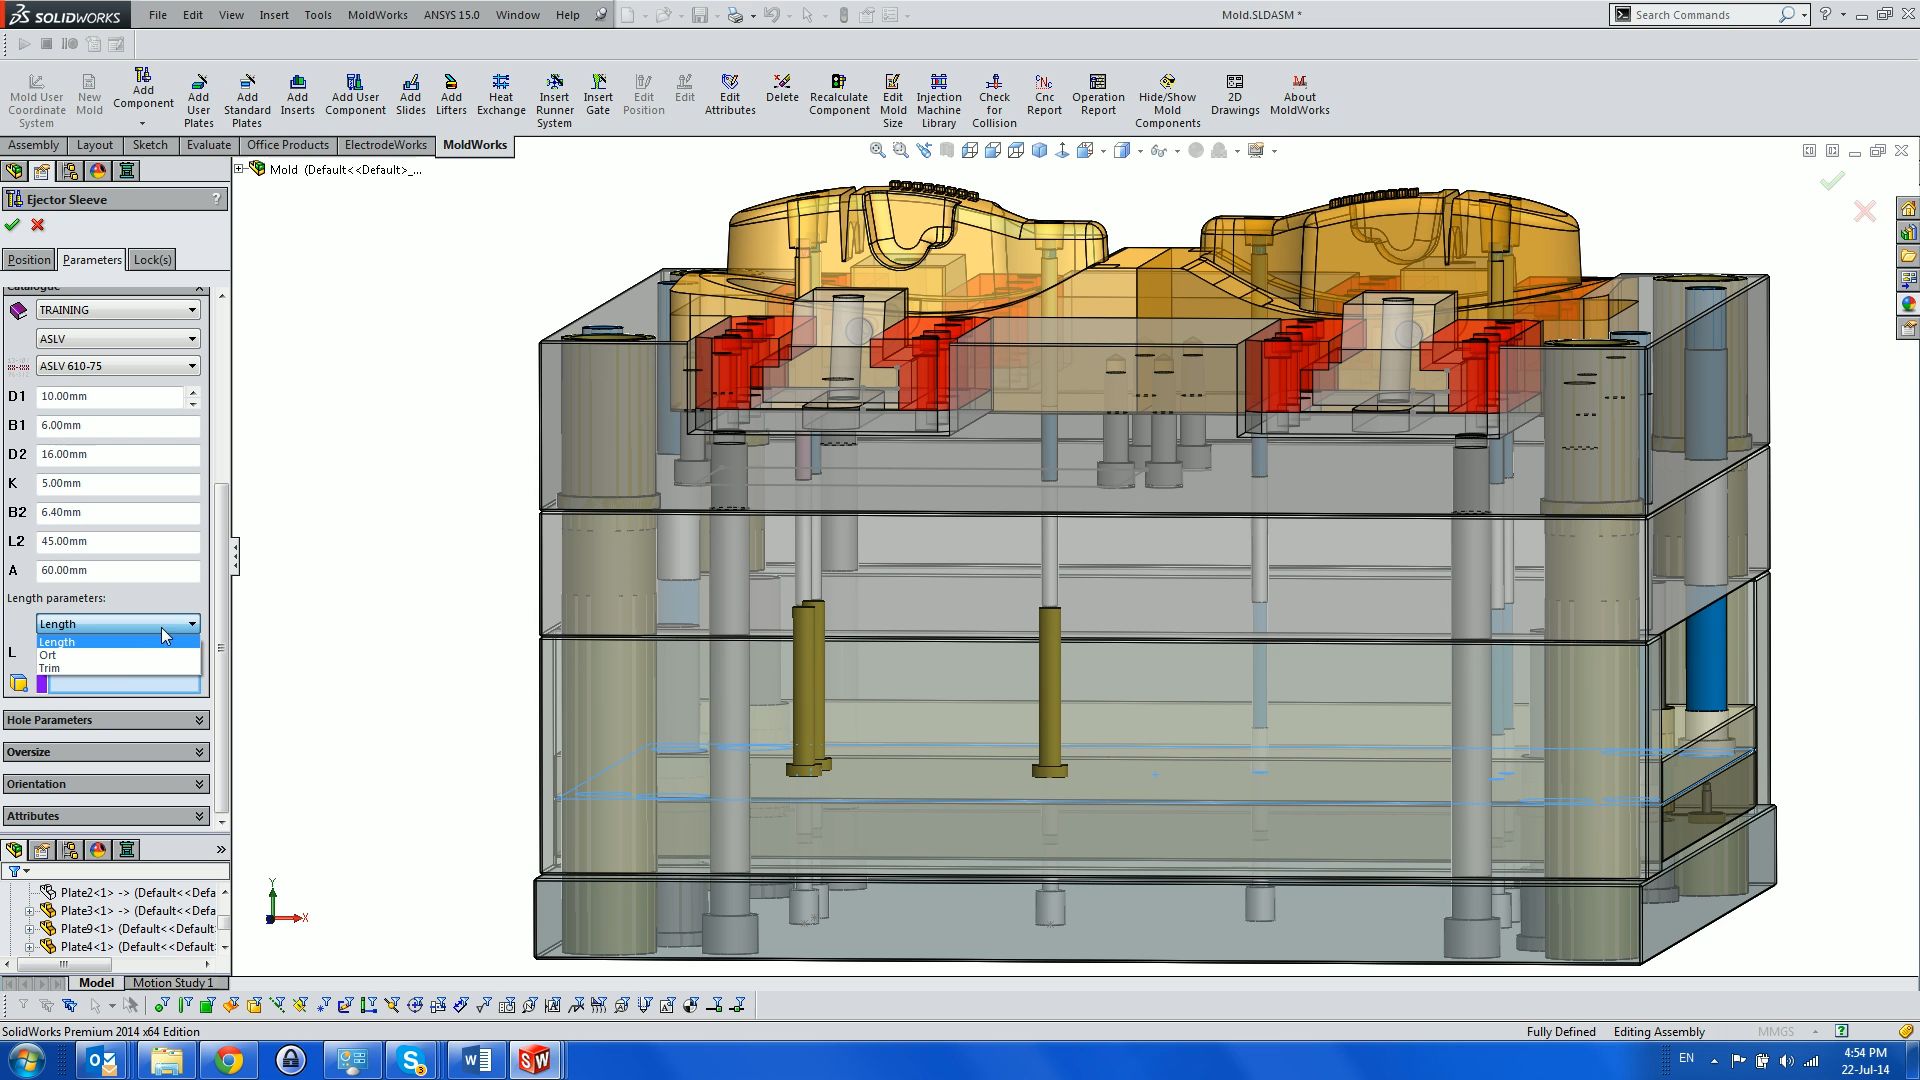 SOLIDWORKS File Edit View Insert Tools MoldWorks ANSYS 15.0 Window Help Mold.SLDASM * Search Commands
Mold User Coordinate System
New Mold
Add Component
Add User Plates
Add Standard Plates
Add Inserts
Add User Component
Add Slides
Add Lifters
Heat Exchange
Insert Runner System
Insert Gate
Edit Position
Edit
Edit Attributes
Delete
Recalculate Component
Edit Mold Size
Injection Machine Library
Check for Collision
Cnc Report
Operation Report
Hide/Show Mold Components
2D Drawings
About MoldWorks
Assembly Layout Sketch Evaluate Office Products ElectrodeWorks MoldWorks
Mold (Default<<Default>_...
Ejector Sleeve ?
Position Parameters Lock(s)
Catalogue
TRAINING
ASLV
ASLV 610-75
D1 10.00mm
B1 6.00mm
D2 16.00mm
K 5.00mm
B2 6.40mm
L2 45.00mm
A 60.00mm
Length parameters:
Length
Length
Ort
L
Trim
Hole Parameters
Oversize
Orientation
Attributes
Plate2<1> -> (Default<<Defa
Plate3<1> -> (Default<<Defa
Plate9<1> (Default<<Default
Plate4<1> (Default<<Default
Y
X
Model Motion Study 1
SolidWorks Premium 2014 x64 Edition Fully Defined Editing Assembly MMGS
EN 4:54 PM
22-Jul-14